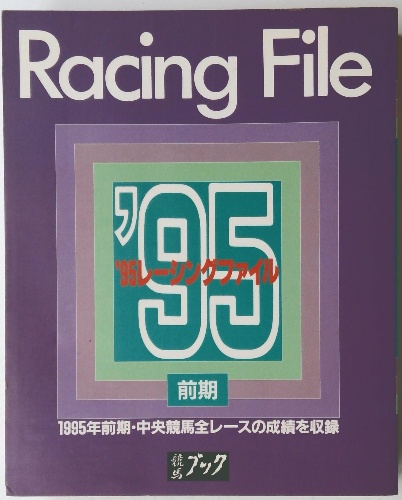 Racing File
'95
'95レーシングファイル
前期
1995年前期・中央競馬全レースの成績を収録
競馬ブック